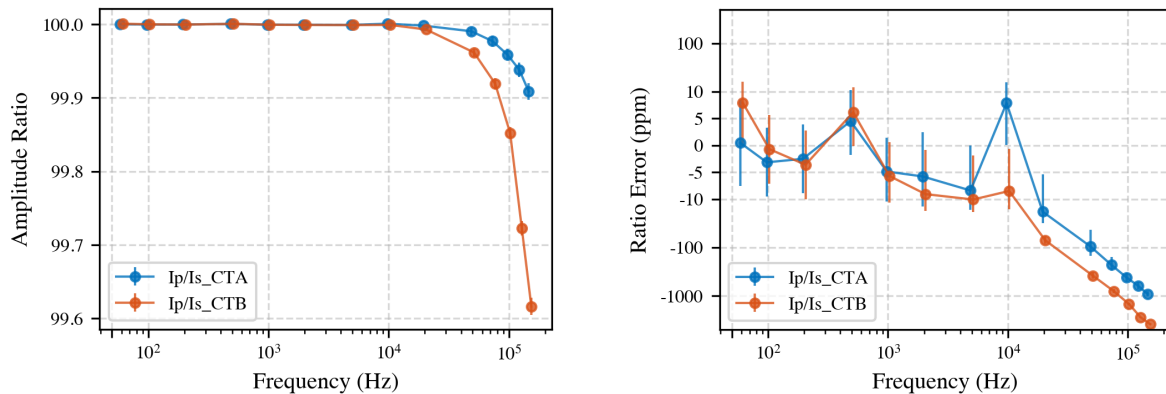 100.0
99.9
99.8
99.7
99.6
Amplitude Ratio
Ip/Is_CTA
Ip/Is_CTB
10²
10³
10⁴
10⁵
Frequency (Hz)
100
10
5
0
-5
-10
-100
-1000
Ratio Error (ppm)
Ip/Is_CTA
Ip/Is_CTB
10²
10³
10⁴
10⁵
Frequency (Hz)